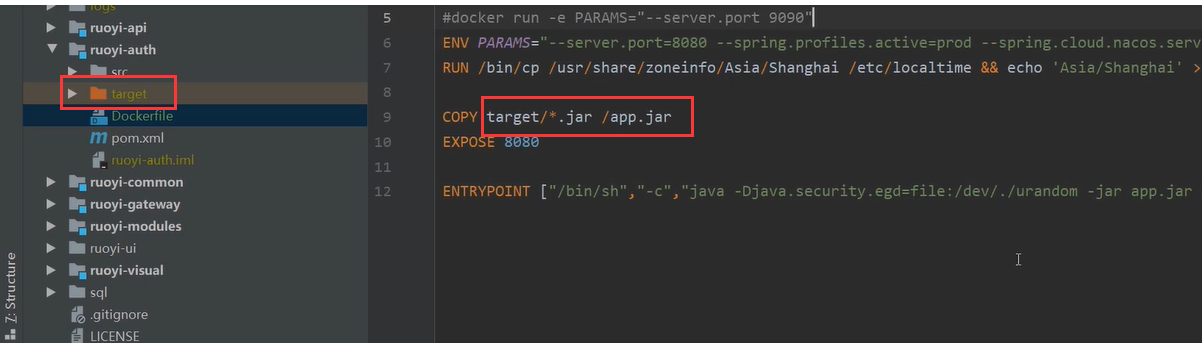 logs
ruoyi-api
ruoyi-auth
src
target
Dockerfile
pom.xml
ruoyi-auth.iml
ruoyi-common
ruoyi-gateway
ruoyi-modules
ruoyi-ui
ruoyi-visual
sql
.gitignore
LICENSE
7: Structure
5 #docker run -e PARAMS="--server.port 9090"
6 ENV PARAMS="--server.port=8080 --spring.profiles.active=prod --spring.cloud.nacos.serv
7 RUN /bin/cp /usr/share/zoneinfo/Asia/Shanghai /etc/localtime && echo 'Asia/Shanghai' >
8
9 COPY target/*.jar /app.jar
10 EXPOSE 8080
11
12 ENTRYPOINT ["/bin/sh","-c","java -Djava.security.egd=file:/dev/./urandom -jar app.jar